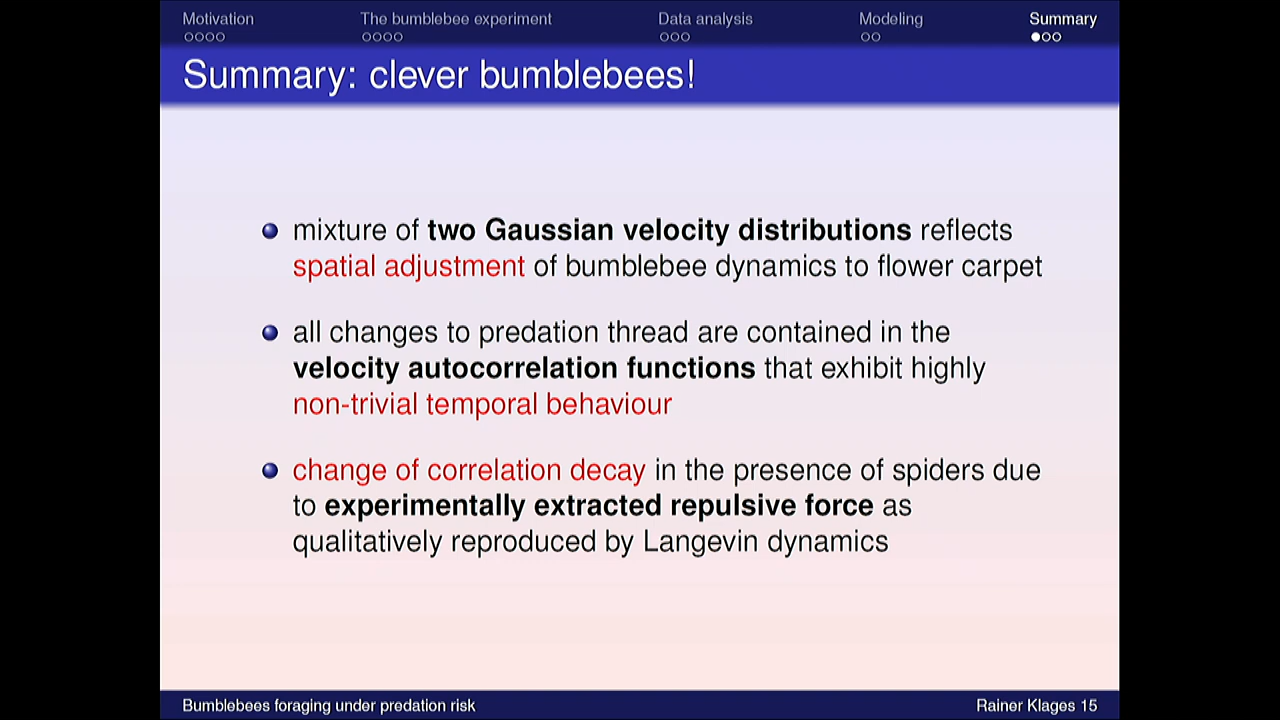 Motivation The bumblebee experiment Data analysis Modeling Summary
Summary: clever bumblebees!
mixture of two Gaussian velocity distributions reflects
spatial adjustment of bumblebee dynamics to flower carpet
all changes to predation thread are contained in the
velocity autocorrelation functions that exhibit highly
non-trivial temporal behaviour
change of correlation decay in the presence of spiders due
to experimentally extracted repulsive force as
qualitatively reproduced by Langevin dynamics
Bumblebees foraging under predation risk Rainer Klages 15